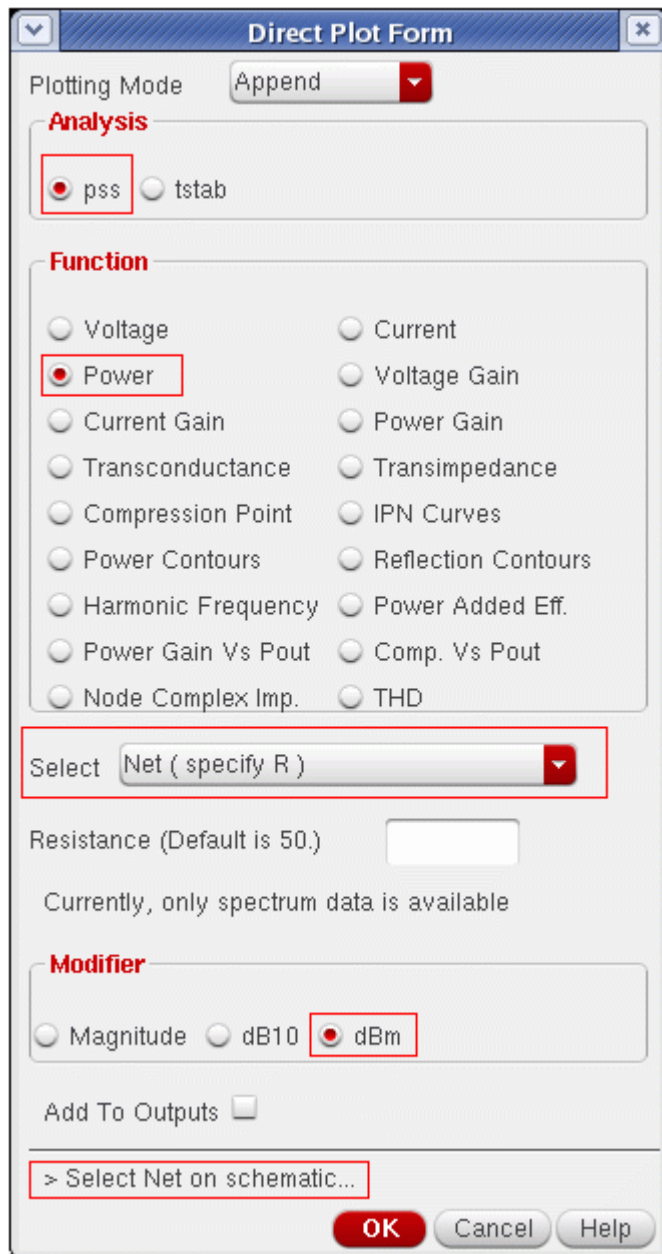 Direct Plot Form
Plotting Mode Append
Analysis
pss tstab
Function
Voltage Current
Power Voltage Gain
Current Gain Power Gain
Transconductance Transimpedance
Compression Point IPN Curves
Power Contours Reflection Contours
Harmonic Frequency Power Added Eff.
Power Gain Vs Pout Comp. Vs Pout
Node Complex Imp. THD
Select Net ( specify R )
Resistance (Default is 50.)
Currently, only spectrum data is available
Modifier
Magnitude dB10 dBm
Add To Outputs
> Select Net on schematic...
OK Cancel Help